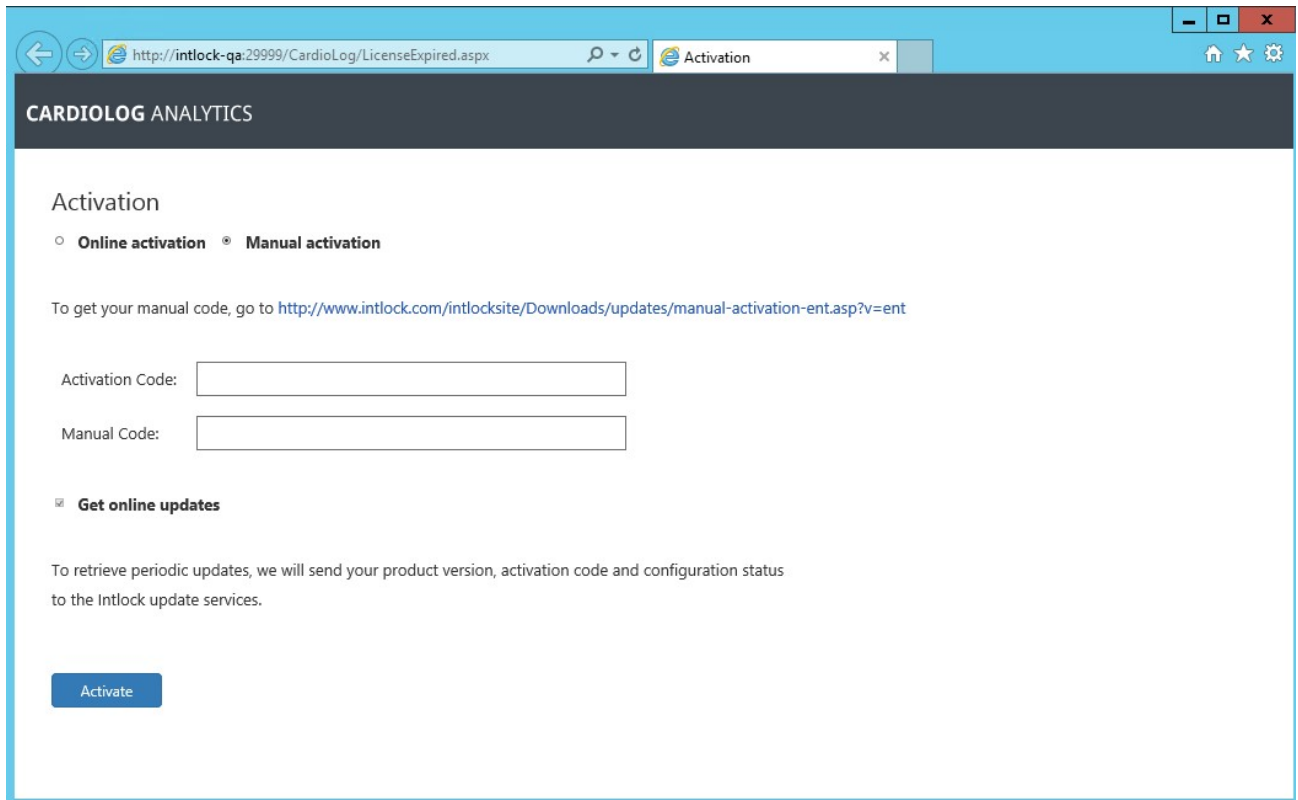 http://intlock-qa:29999/CardioLog/LicenseExpired.aspx
Activation
CARDIOLOG ANALYTICS
Activation
Online activation Manual activation
To get your manual code, go to http://www.intlock.com/intlocksite/Downloads/updates/manual-activation-ent.asp?v=ent
Activation Code:
Manual Code:
Get online updates
To retrieve periodic updates, we will send your product version, activation code and configuration status
to the Intlock update services.
Activate